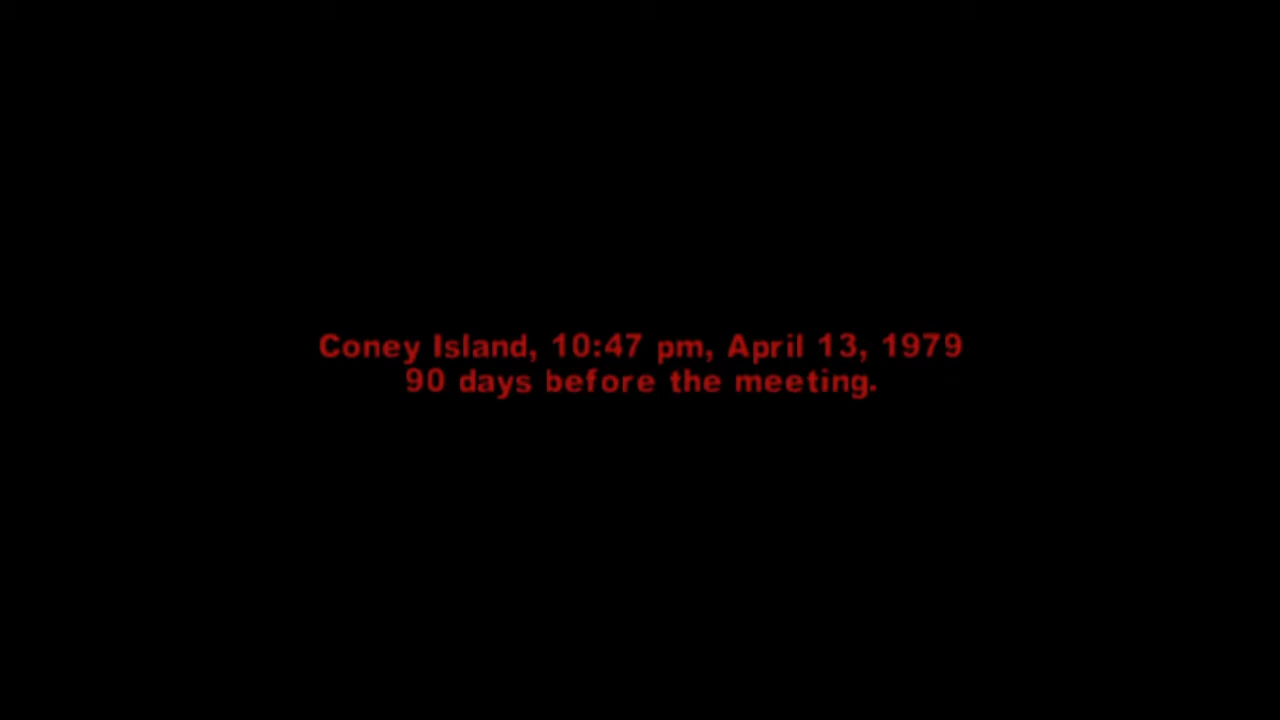 Coney Island, 10:47 pm, April 13, 1979
90 days before the meeting.